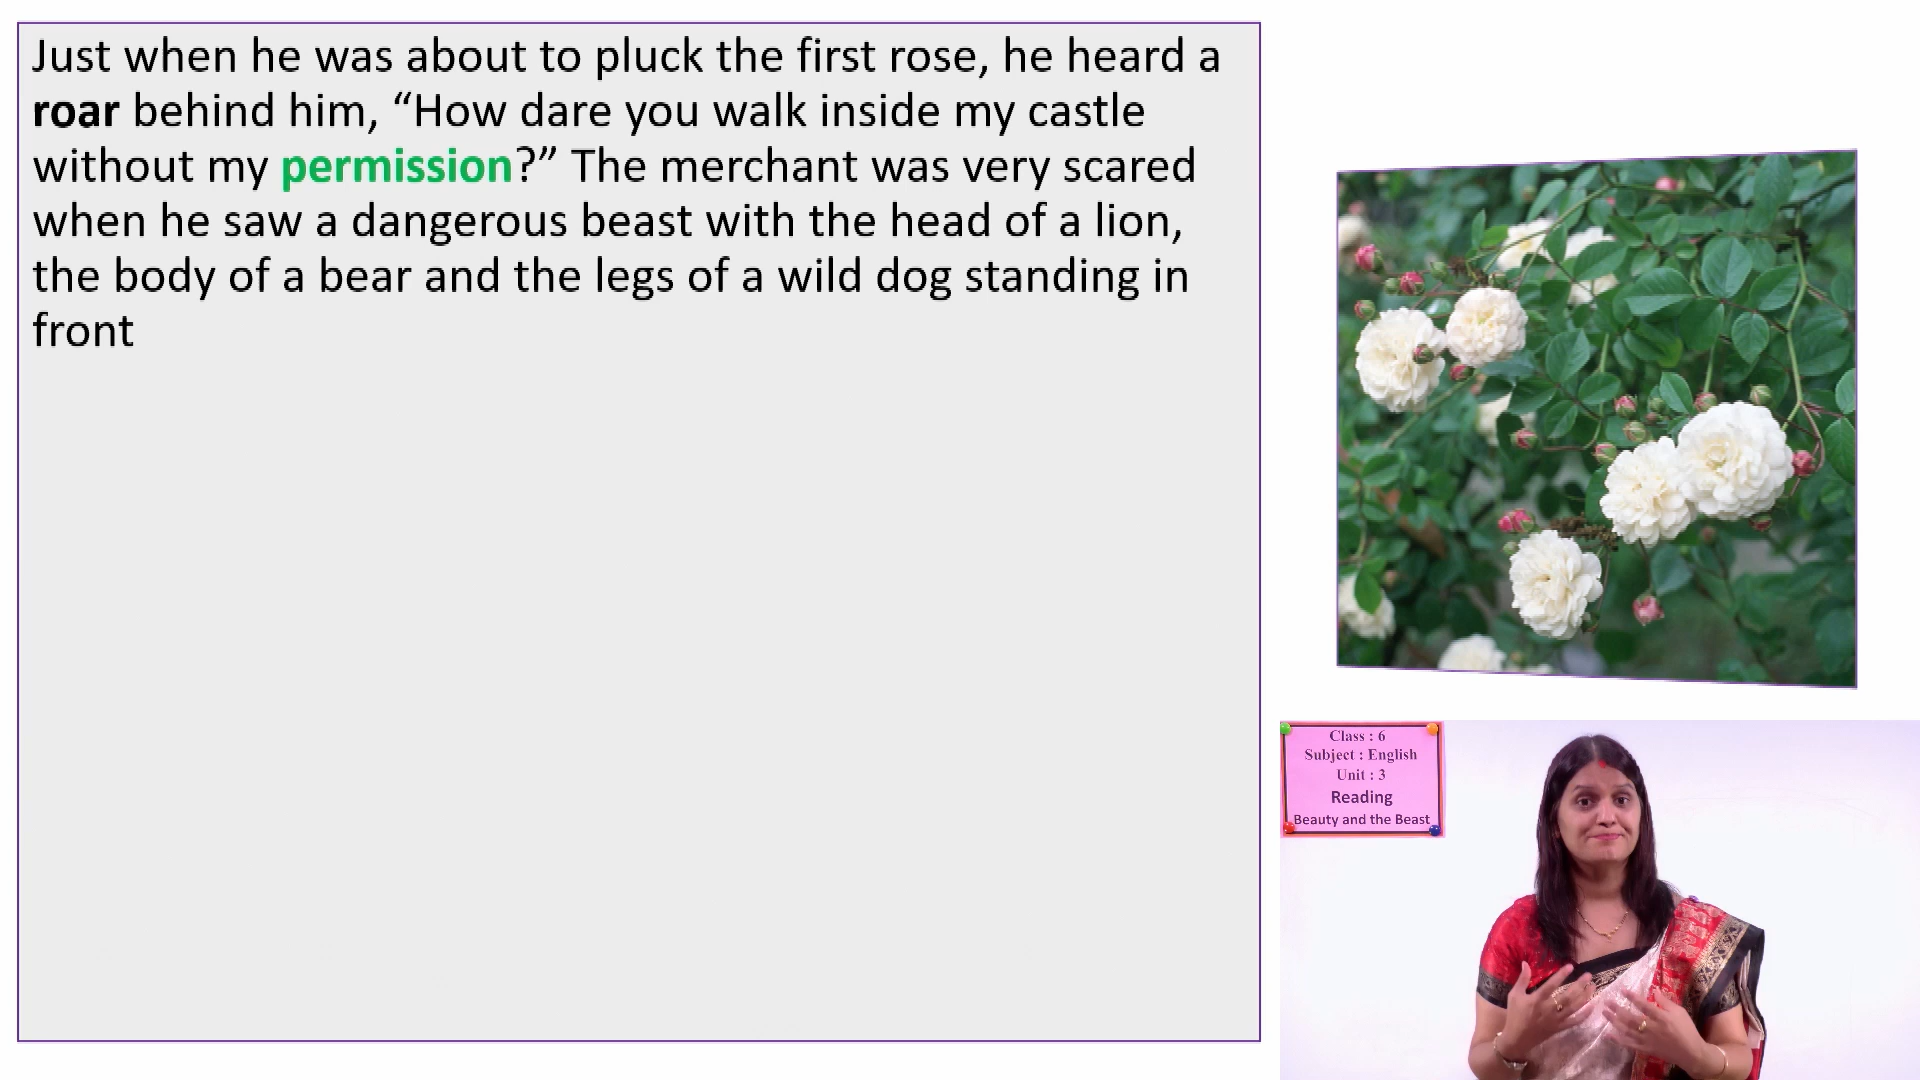 Just when he was about to pluck the first rose, he heard a
roar behind him, “How dare you walk inside my castle
without my permission?” The merchant was very scared
when he saw a dangerous beast with the head of a lion,
the body of a bear and the legs of a wild dog standing in
front
Class : 6
Subject : English
Unit : 3
Reading
Beauty and the Beast